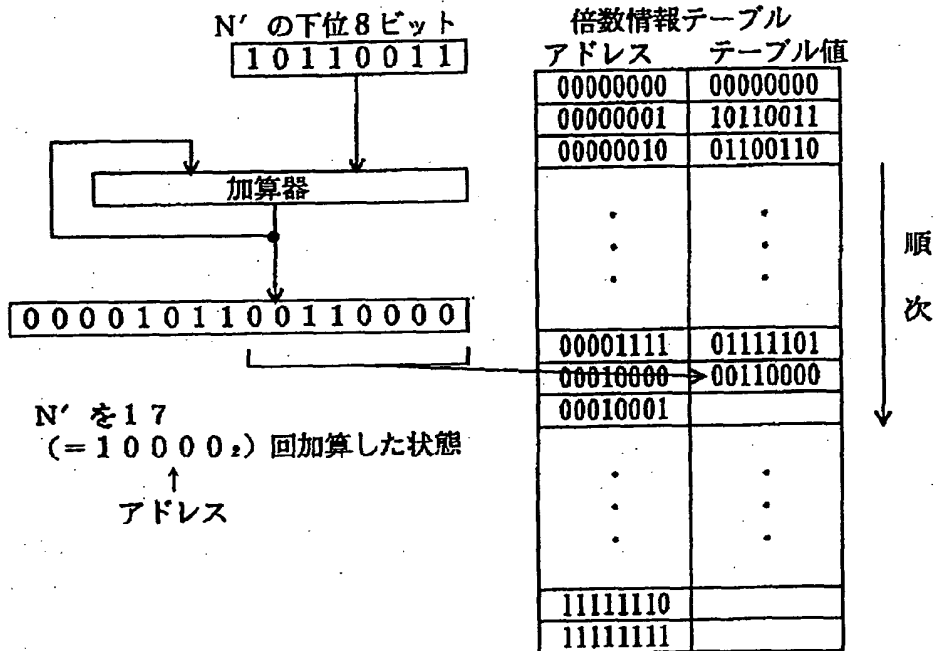 N′ の下位8ビット
10110011
加算器
0000101100110000
N′ を17
(=10000₂) 回加算した状態
↑
アドレス
倍数情報テーブル
アドレス テーブル値
00000000 00000000
00000001 10110011
00000010 01100110
00001111 01111101
00010000 00110000
00010001
11111110
11111111
順次